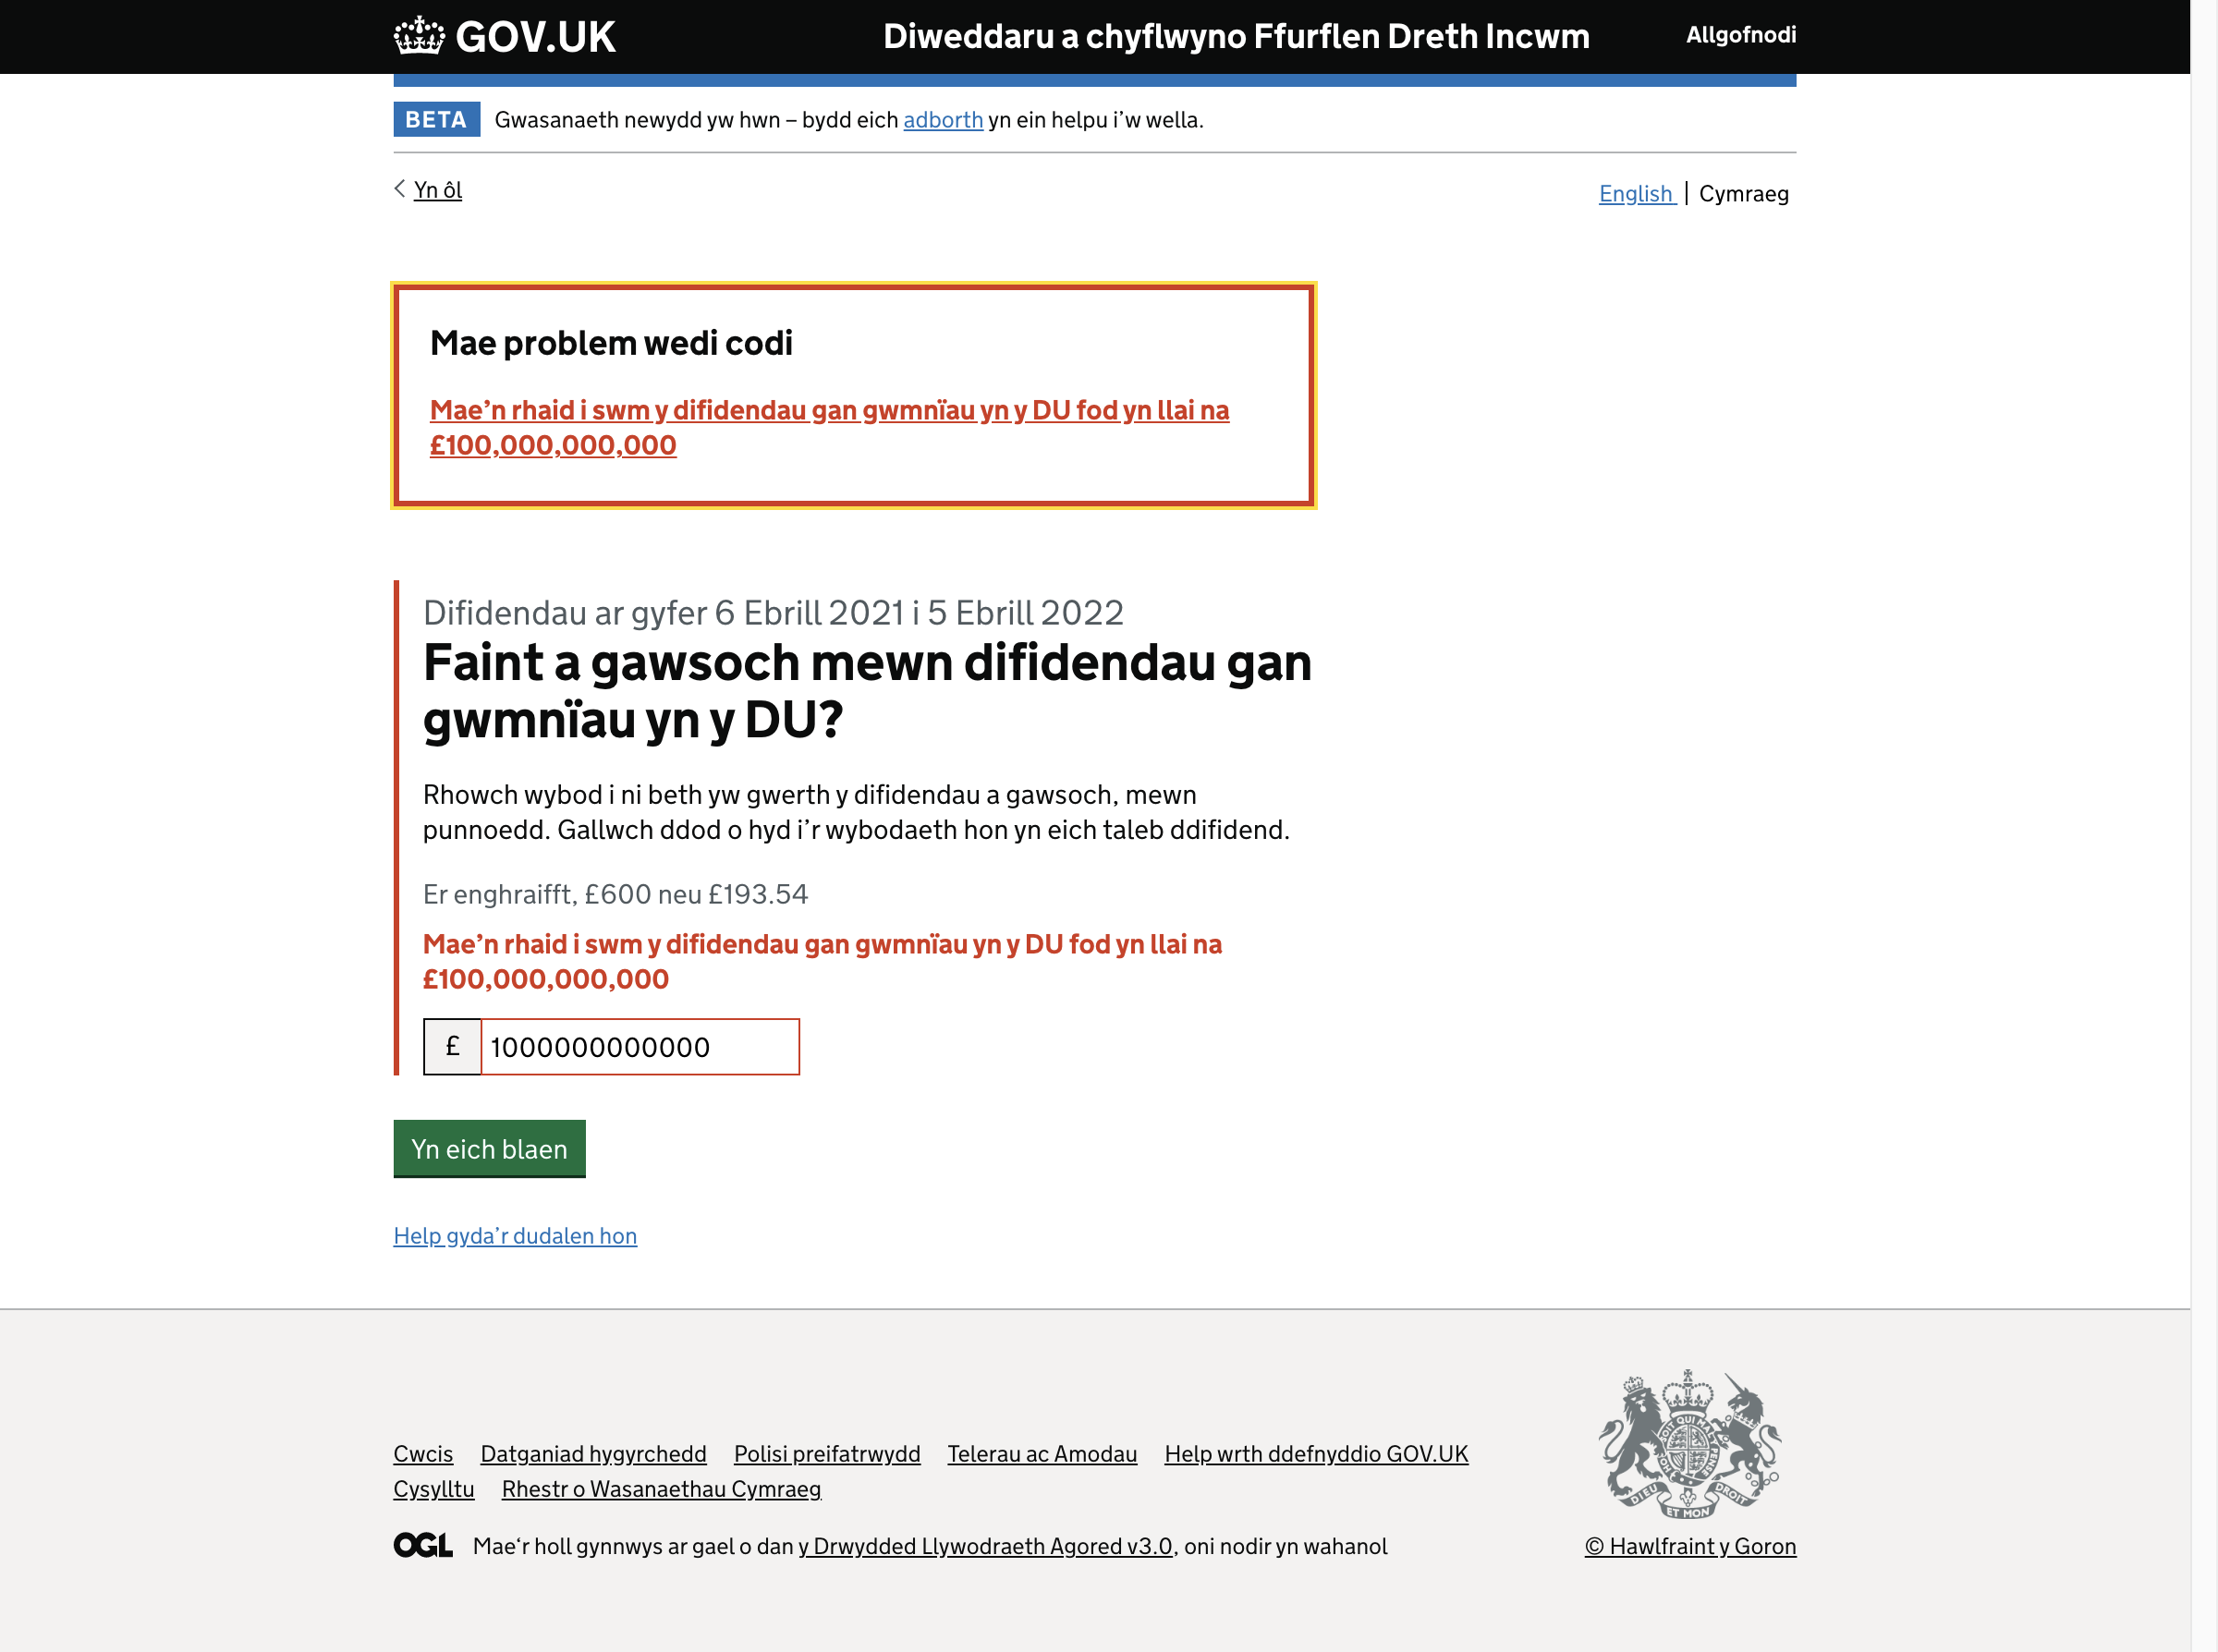 GOV.UK
Diweddaru a chyflwyno Ffurflen Dreth Incwm
Allgofnodi
BETA
Gwasanaeth newydd yw hwn – bydd eich adborth yn ein helpu i’w wella.
Yn ôl
English | Cymraeg
Mae problem wedi codi
Mae’n rhaid i swm y difidendau gan gwmnïau yn y DU fod yn llai na
£100,000,000,000
Difidendau ar gyfer 6 Ebrill 2021 i 5 Ebrill 2022
Faint a gawsoch mewn difidendau gan
gwmnïau yn y DU?
Rhowch wybod i ni beth yw gwerth y difidendau a gawsoch, mewn
punnoedd. Gallwch ddod o hyd i’r wybodaeth hon yn eich taleb ddifidend.
Er enghraifft, £600 neu £193.54
Mae’n rhaid i swm y difidendau gan gwmnïau yn y DU fod yn llai na
£100,000,000,000
£ 1000000000000
Yn eich blaen
Help gyda’r dudalen hon
Cwcis Datganiad hygyrchedd Polisi preifatrwydd Telerau ac Amodau Help wrth ddefnyddio GOV.UK
Cysylltu Rhestr o Wasanaethau Cymraeg
OGL Mae‘r holl gynnwys ar gael o dan y Drwydded Llywodraeth Agored v3.0, oni nodir yn wahanol
DIEU ET MON DROIT
© Hawlfraint y Goron